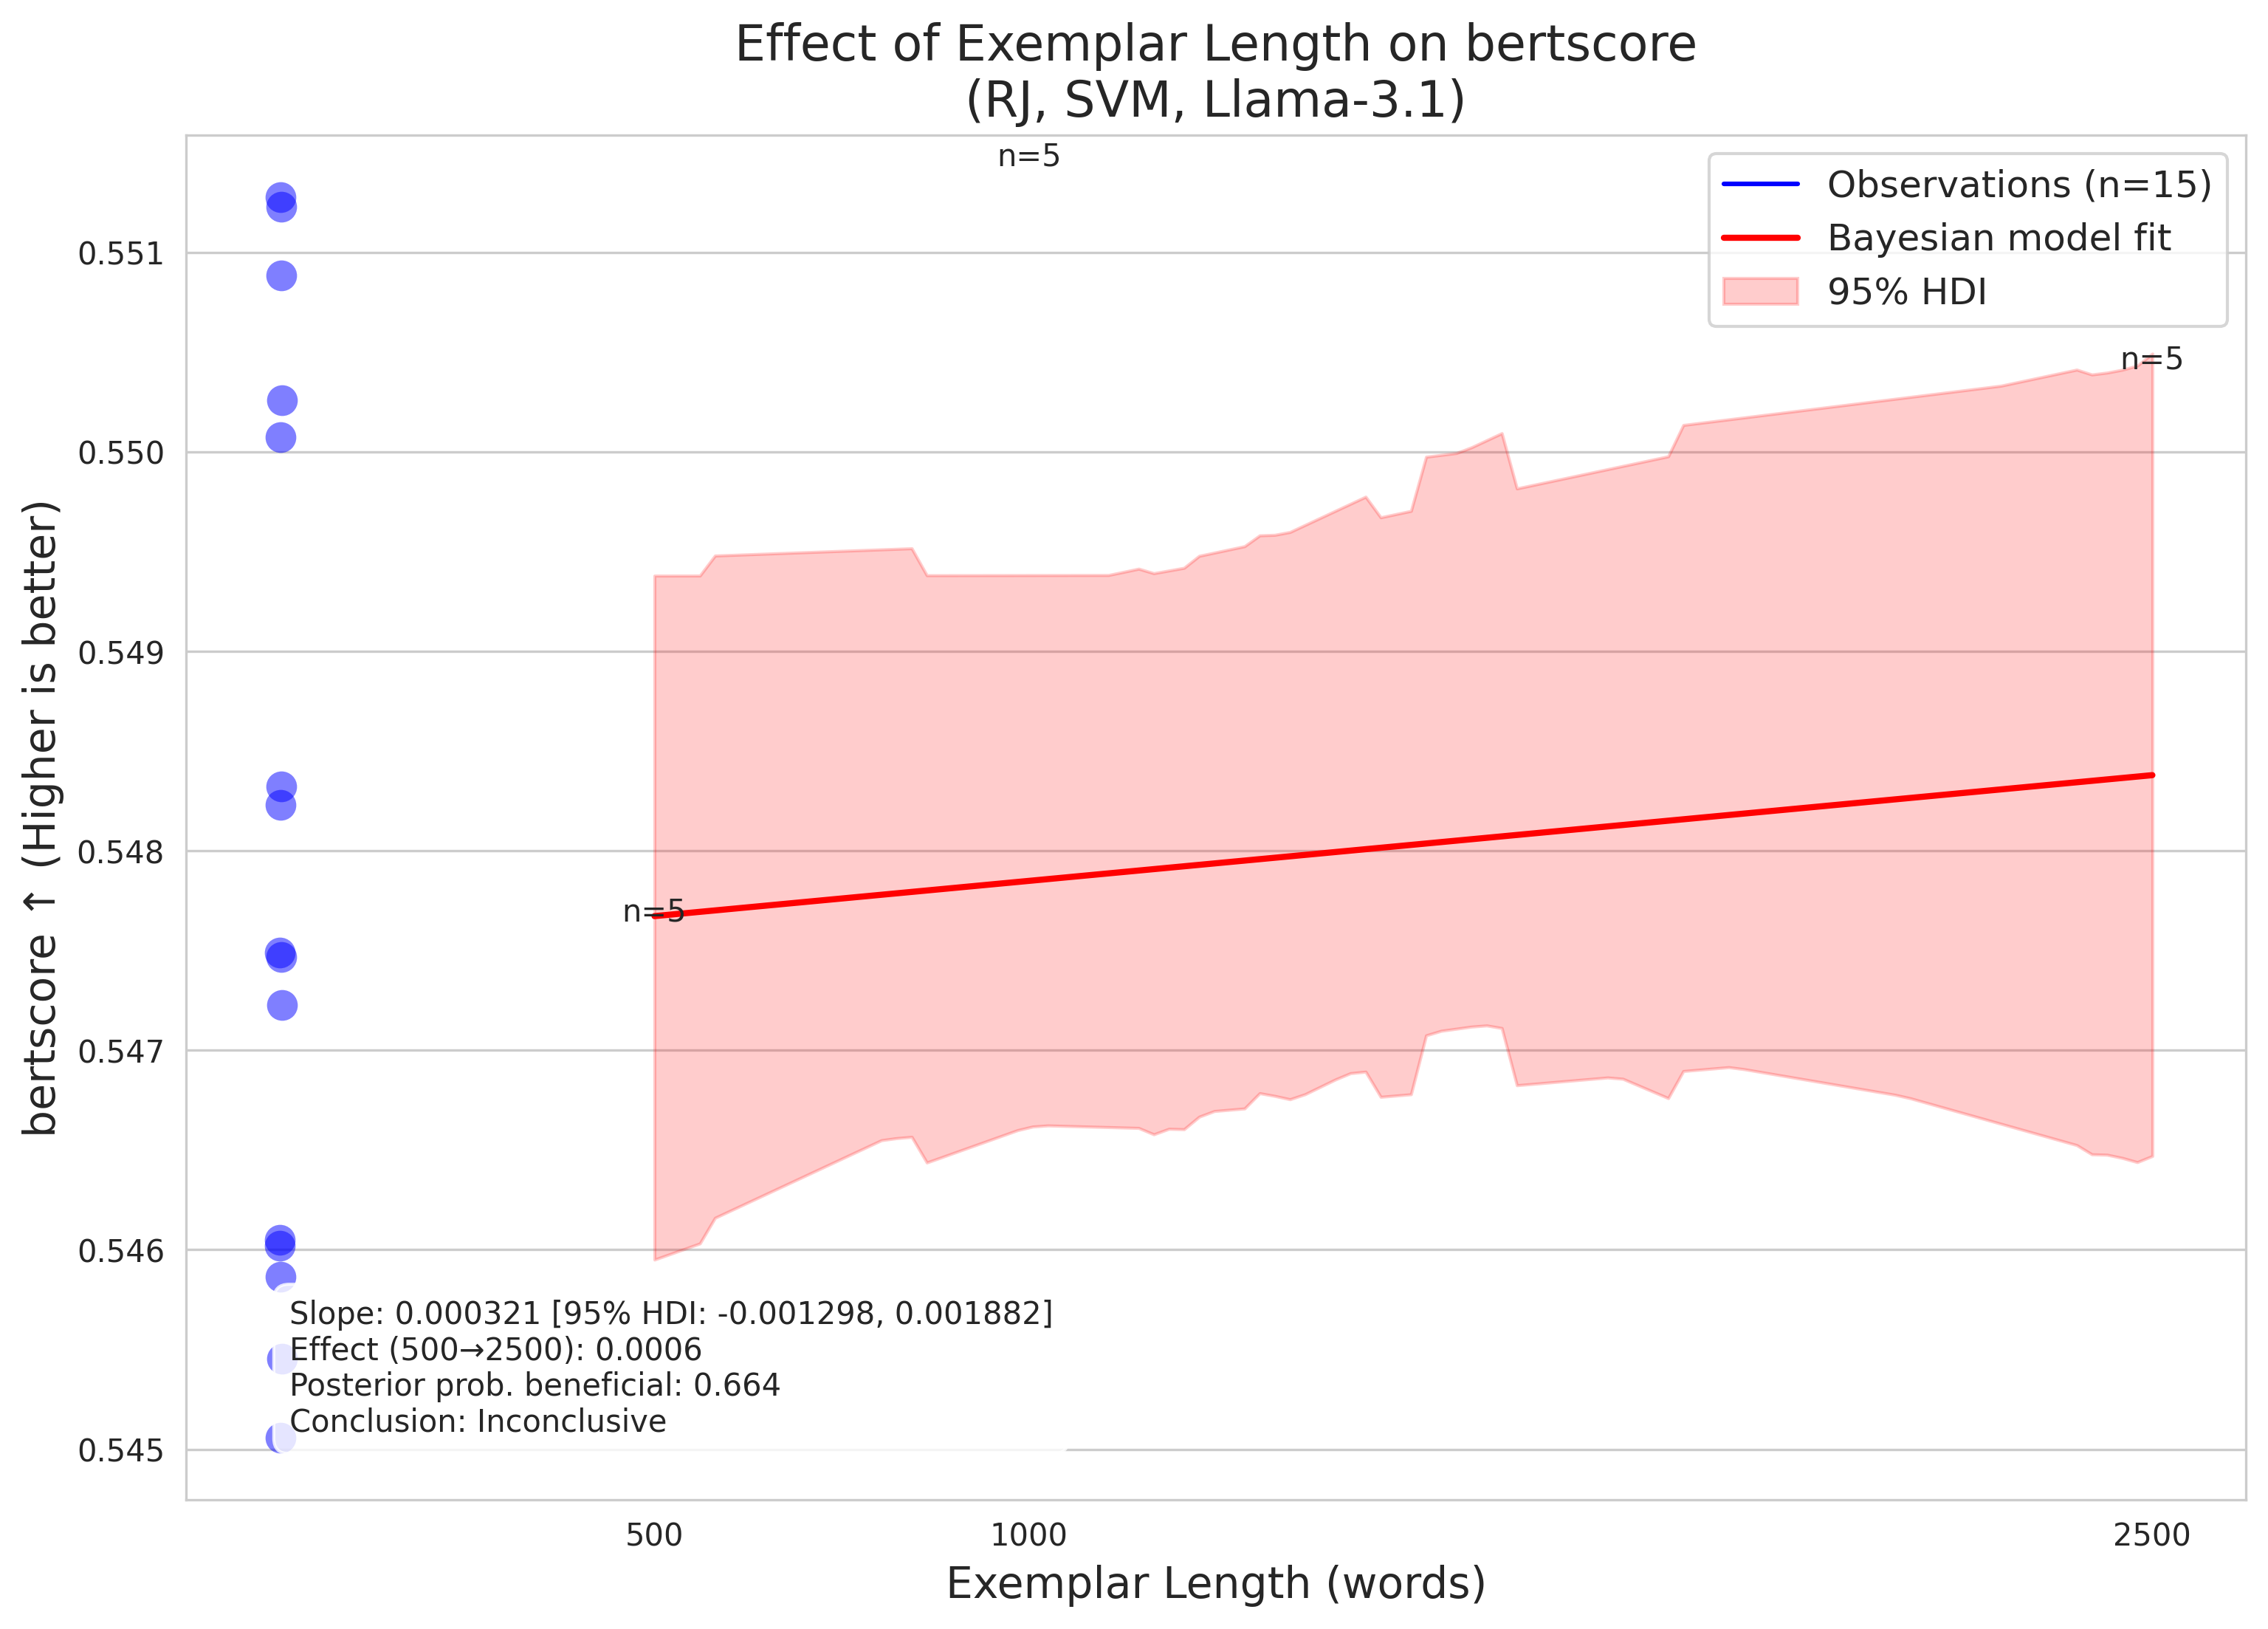 Effect of Exemplar Length on bertscore
(RJ, SVM, Llama-3.1)
n=5
Observations (n=15)
Bayesian model fit
95% HDI
n=5
n=5
bertscore ↑ (Higher is better)
0.551
0.550
0.549
0.548
0.547
0.546
0.545
Slope: 0.000321 [95% HDI: -0.001298, 0.001882]
Effect (500→2500): 0.0006
Posterior prob. beneficial: 0.664
Conclusion: Inconclusive
500
1000
2500
Exemplar Length (words)